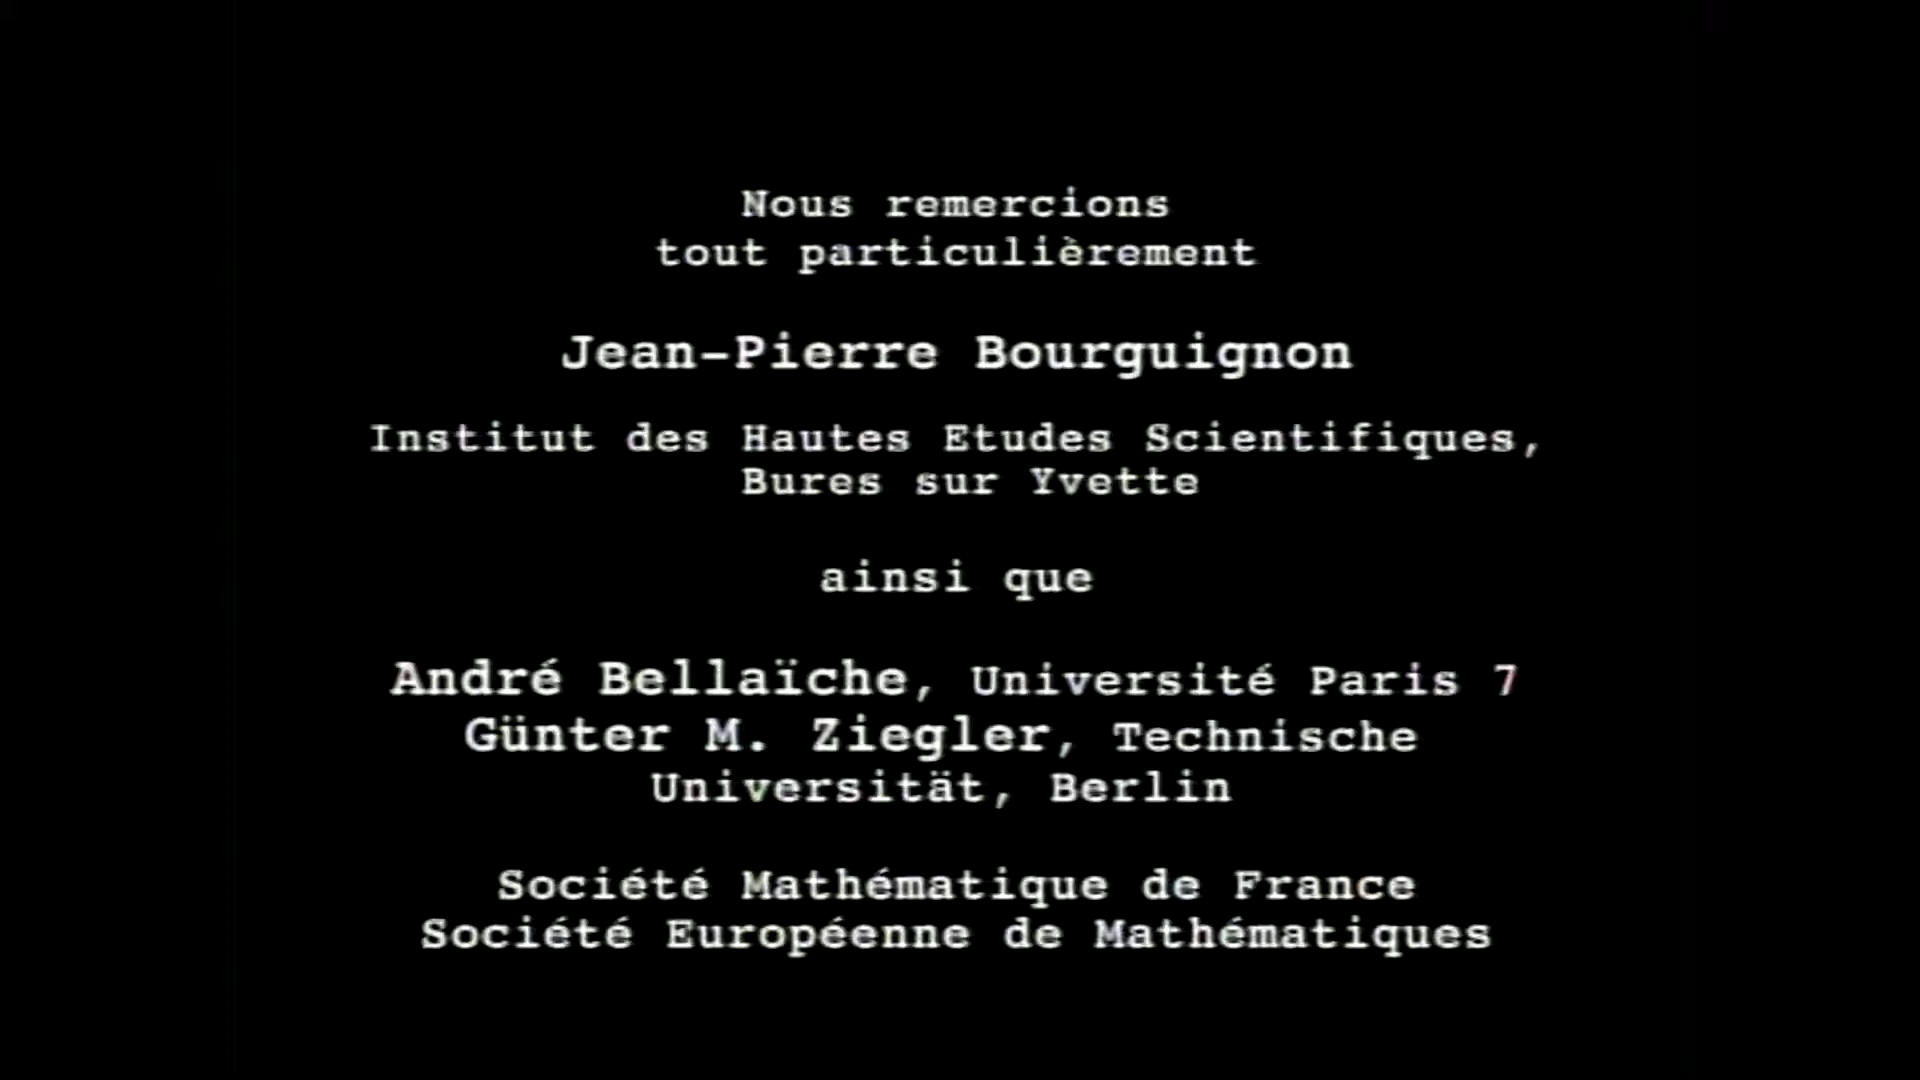 Nous remercions
tout particulièrement
Jean-Pierre Bourguignon
Institut des Hautes Etudes Scientifiques,
Bures sur Yvette
ainsi que
André Bellaïche, Université Paris 7
Günter M. Ziegler, Technische
Universität, Berlin
Société Mathématique de France
Société Européenne de Mathématiques